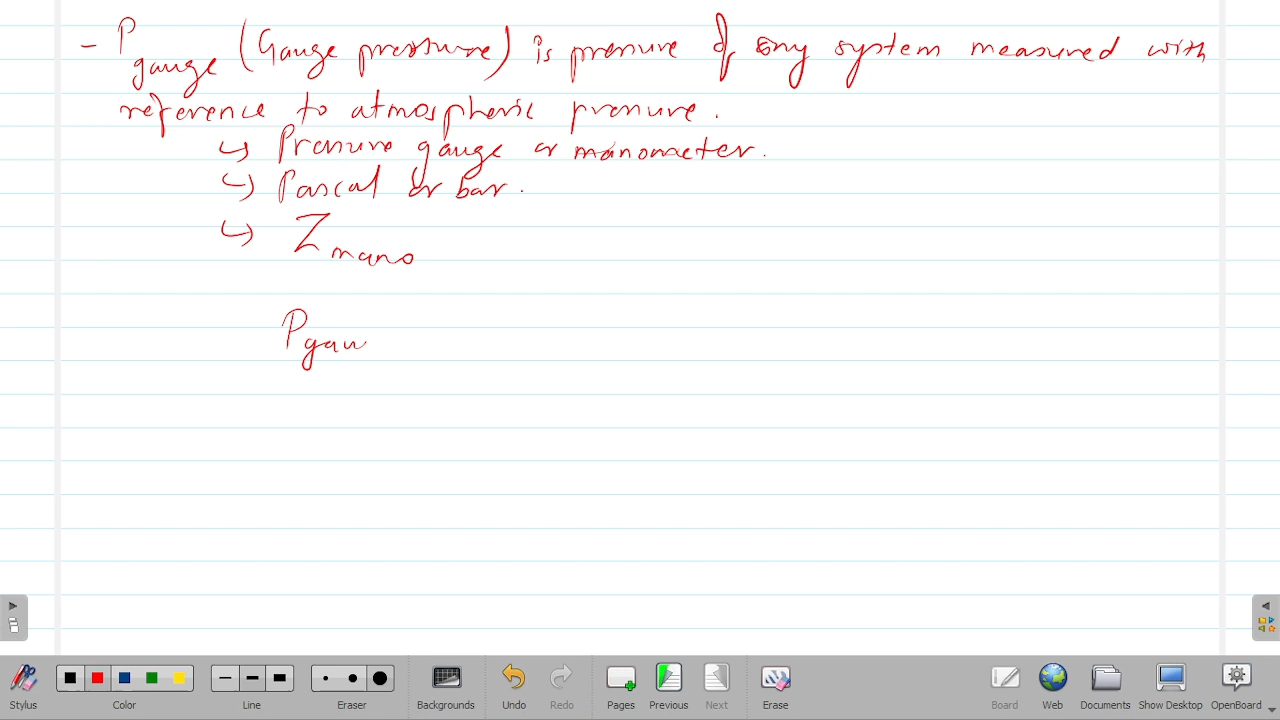 - P gauge (Gauge pressure) is pressure of any system measured with
reference to atmospheric pressure.
↳ Pressure gauge or manometer.
↳ Pascal or bar.
↳ Z mano
P gau
Stylus
Color
Line
Eraser
Backgrounds
Undo
Redo
Pages
Previous
Next
Erase
Board
Web
Documents
Show Desktop
OpenBoard